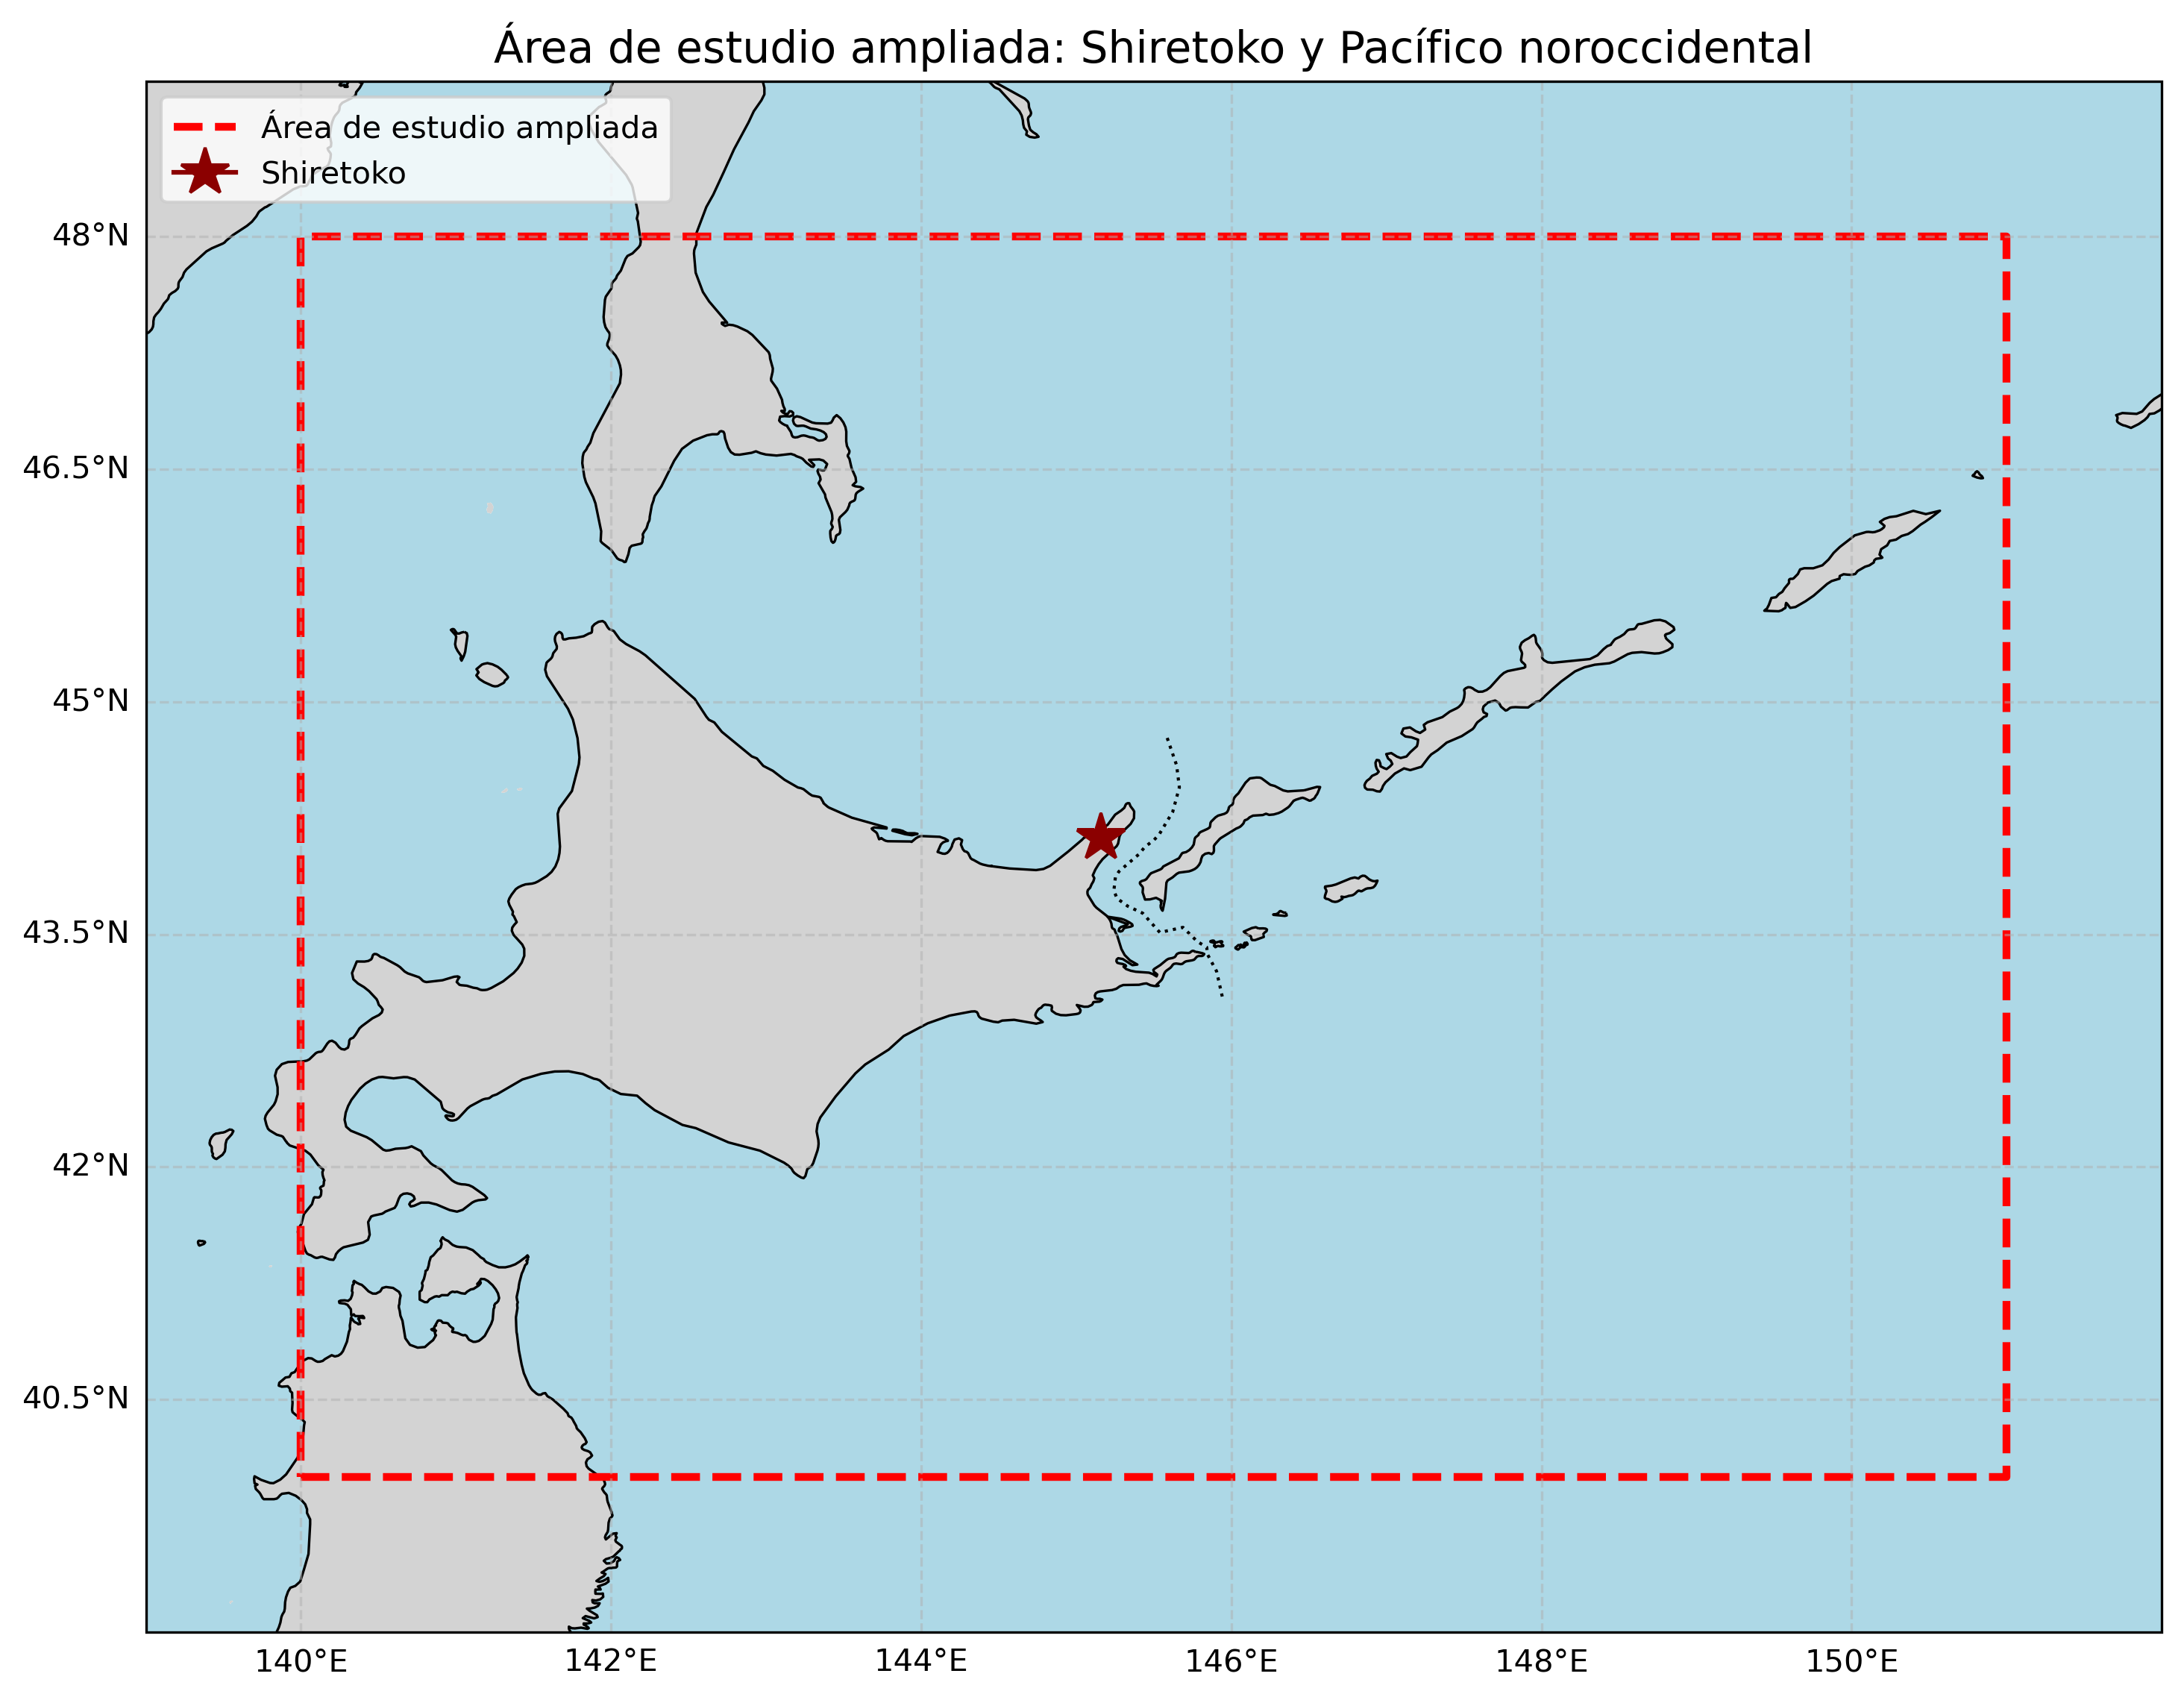 Área de estudio ampliada: Shiretoko y Pacífico noroccidental
Área de estudio ampliada
Shiretoko
48°N
46.5°N
45°N
43.5°N
42°N
40.5°N
140°E
142°E
144°E
146°E
148°E
150°E